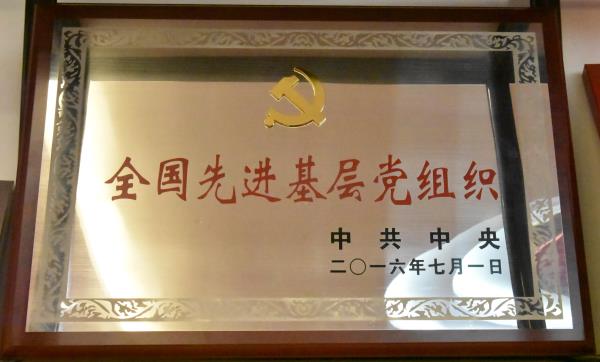 全国先进基层党组织
中共中央
二〇一六年七月一日